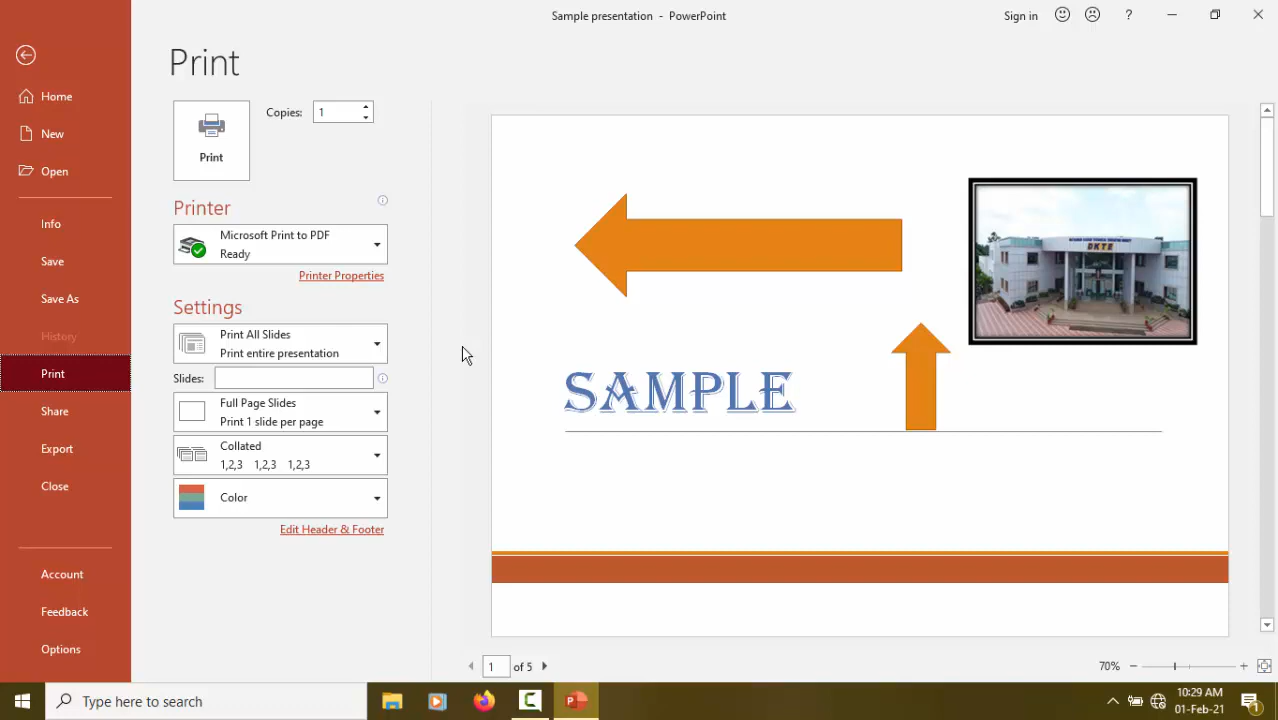 Sample presentation - PowerPoint
Sign in
?
Print
Home
New
Open
Info
Save
Save As
History
Print
Share
Export
Close
Account
Feedback
Options
Print
Copies: 1
Printer
Microsoft Print to PDF
Ready
Printer Properties
Settings
Print All Slides
Print entire presentation
Slides:
Full Page Slides
Print 1 slide per page
Collated
1,2,3 1,2,3 1,2,3
Color
Edit Header & Footer
DKTE
SAMPLE
1 of 5
70%
Type here to search
10:29 AM
01-Feb-21
1